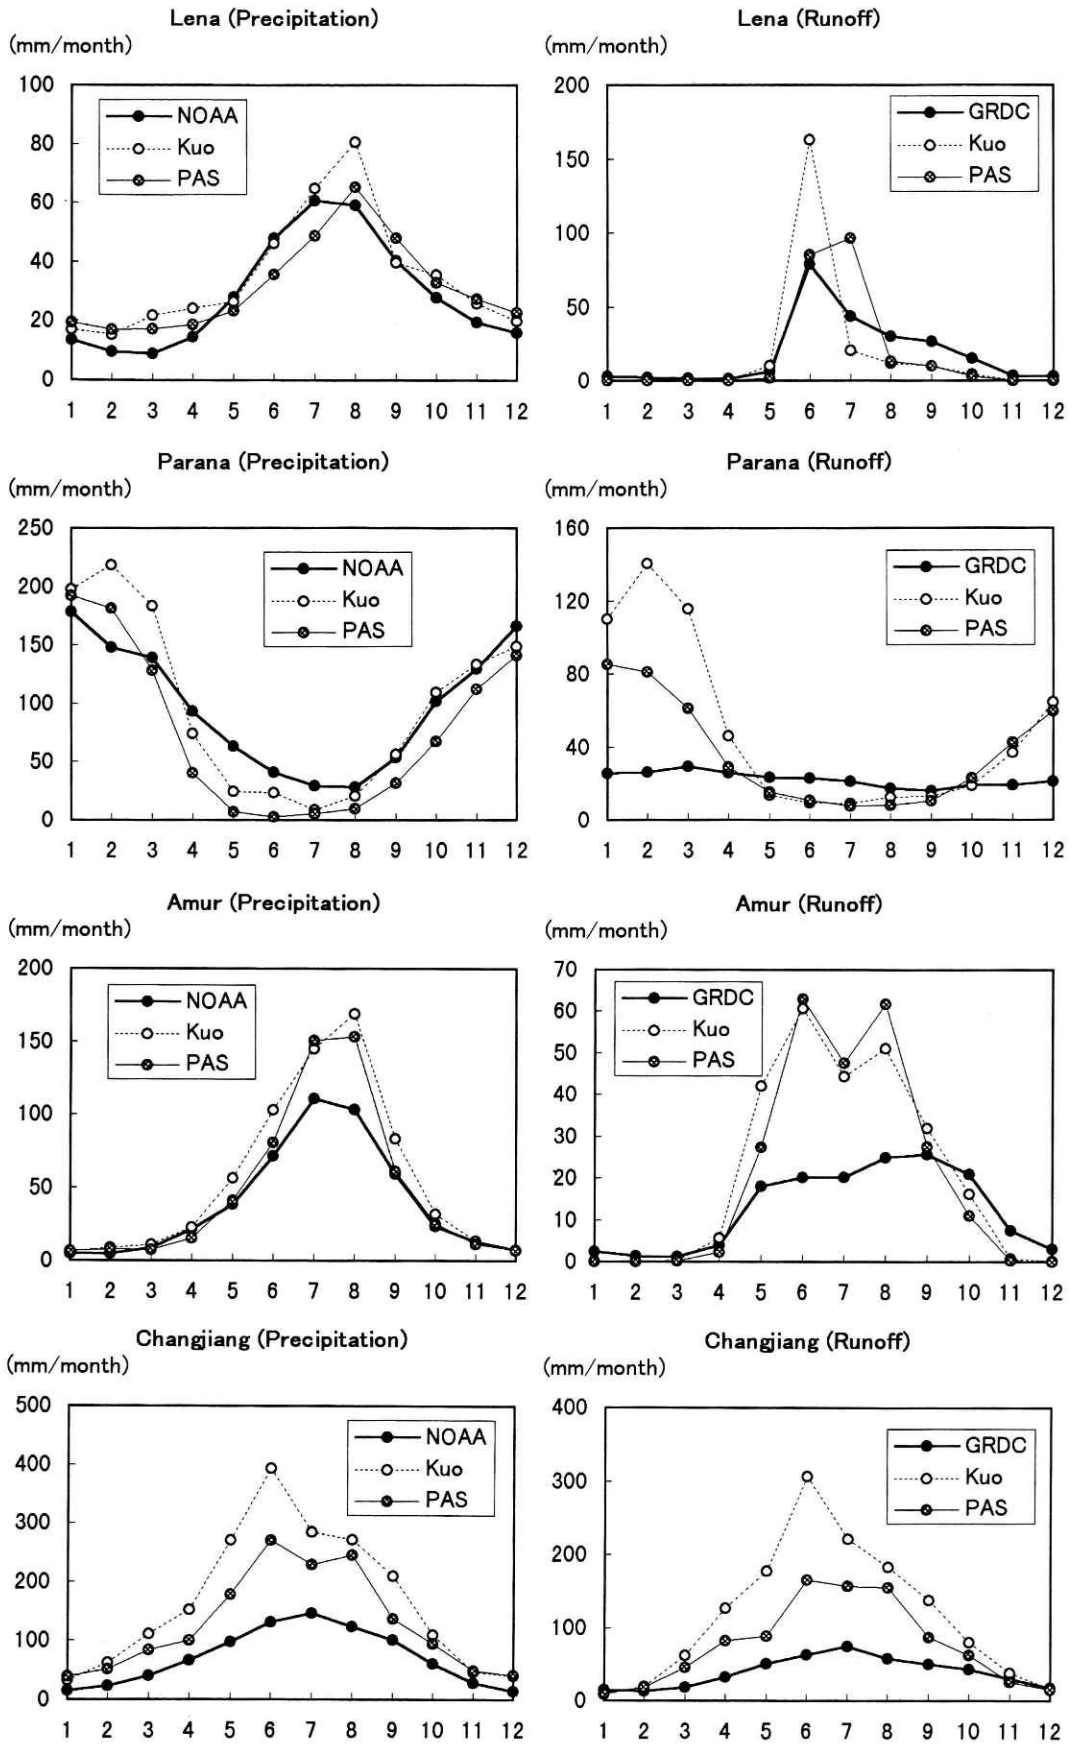 Lena (Precipitation)
(mm/month)
100
80
60
40
20
0
NOAA
Kuo
PAS
1 2 3 4 5 6 7 8 9 10 11 12
Lena (Runoff)
(mm/month)
200
150
100
50
0
GRDC
Kuo
PAS
1 2 3 4 5 6 7 8 9 10 11 12
Parana (Precipitation)
(mm/month)
250
200
150
100
50
0
NOAA
Kuo
PAS
1 2 3 4 5 6 7 8 9 10 11 12
Parana (Runoff)
(mm/month)
160
120
80
40
0
GRDC
Kuo
PAS
1 2 3 4 5 6 7 8 9 10 11 12
Amur (Precipitation)
(mm/month)
200
150
100
50
0
NOAA
Kuo
PAS
1 2 3 4 5 6 7 8 9 10 11 12
Amur (Runoff)
(mm/month)
70
60
50
40
30
20
10
0
GRDC
Kuo
PAS
1 2 3 4 5 6 7 8 9 10 11 12
Changjiang (Precipitation)
(mm/month)
500
400
300
200
100
0
NOAA
Kuo
PAS
1 2 3 4 5 6 7 8 9 10 11 12
Changjiang (Runoff)
(mm/month)
400
300
200
100
0
GRDC
Kuo
PAS
1 2 3 4 5 6 7 8 9 10 11 12